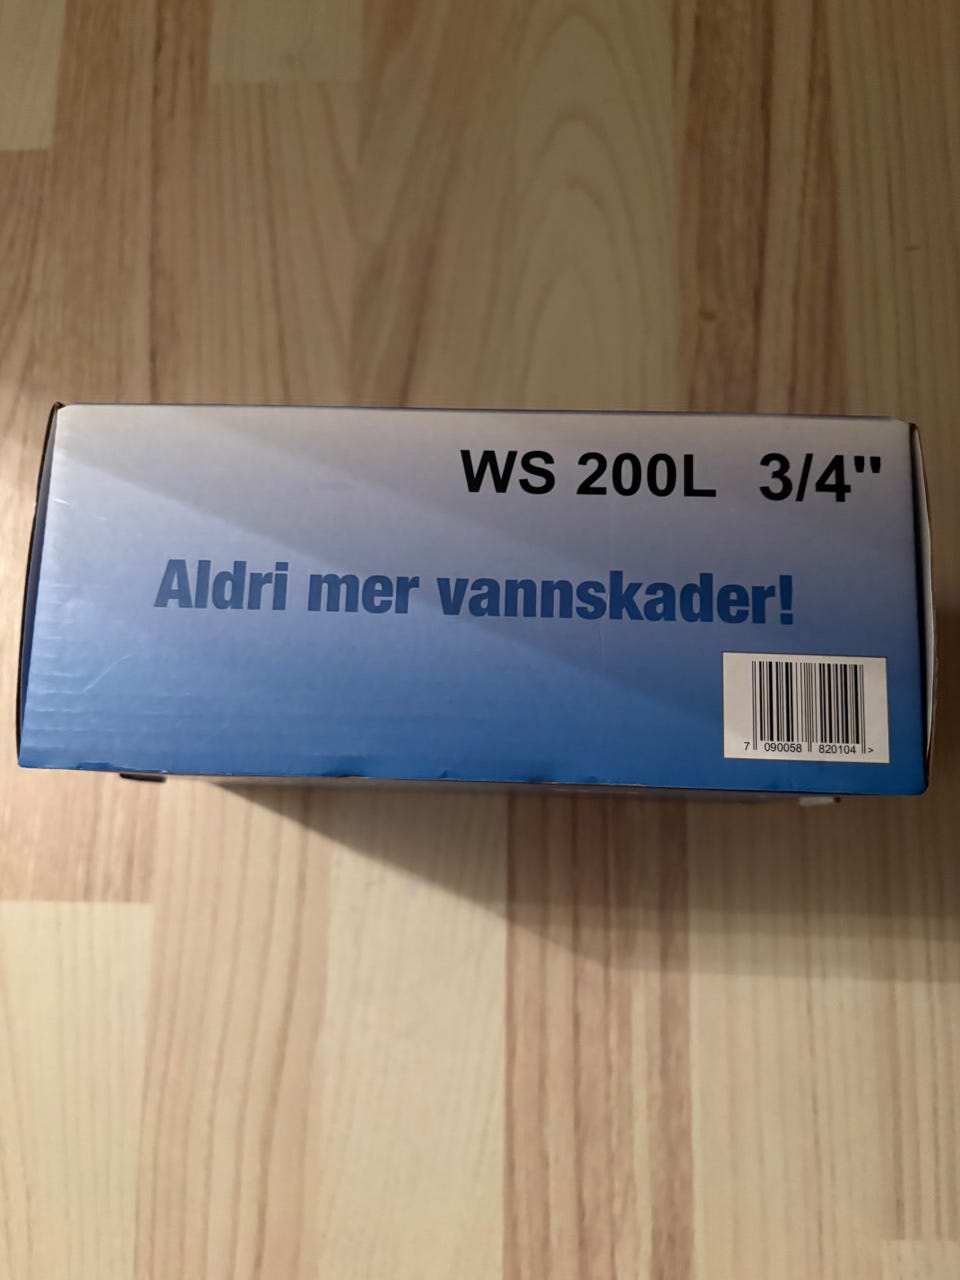 WS 200L 3/4"
Aldri mer vannskader!
7 090058 820104 >